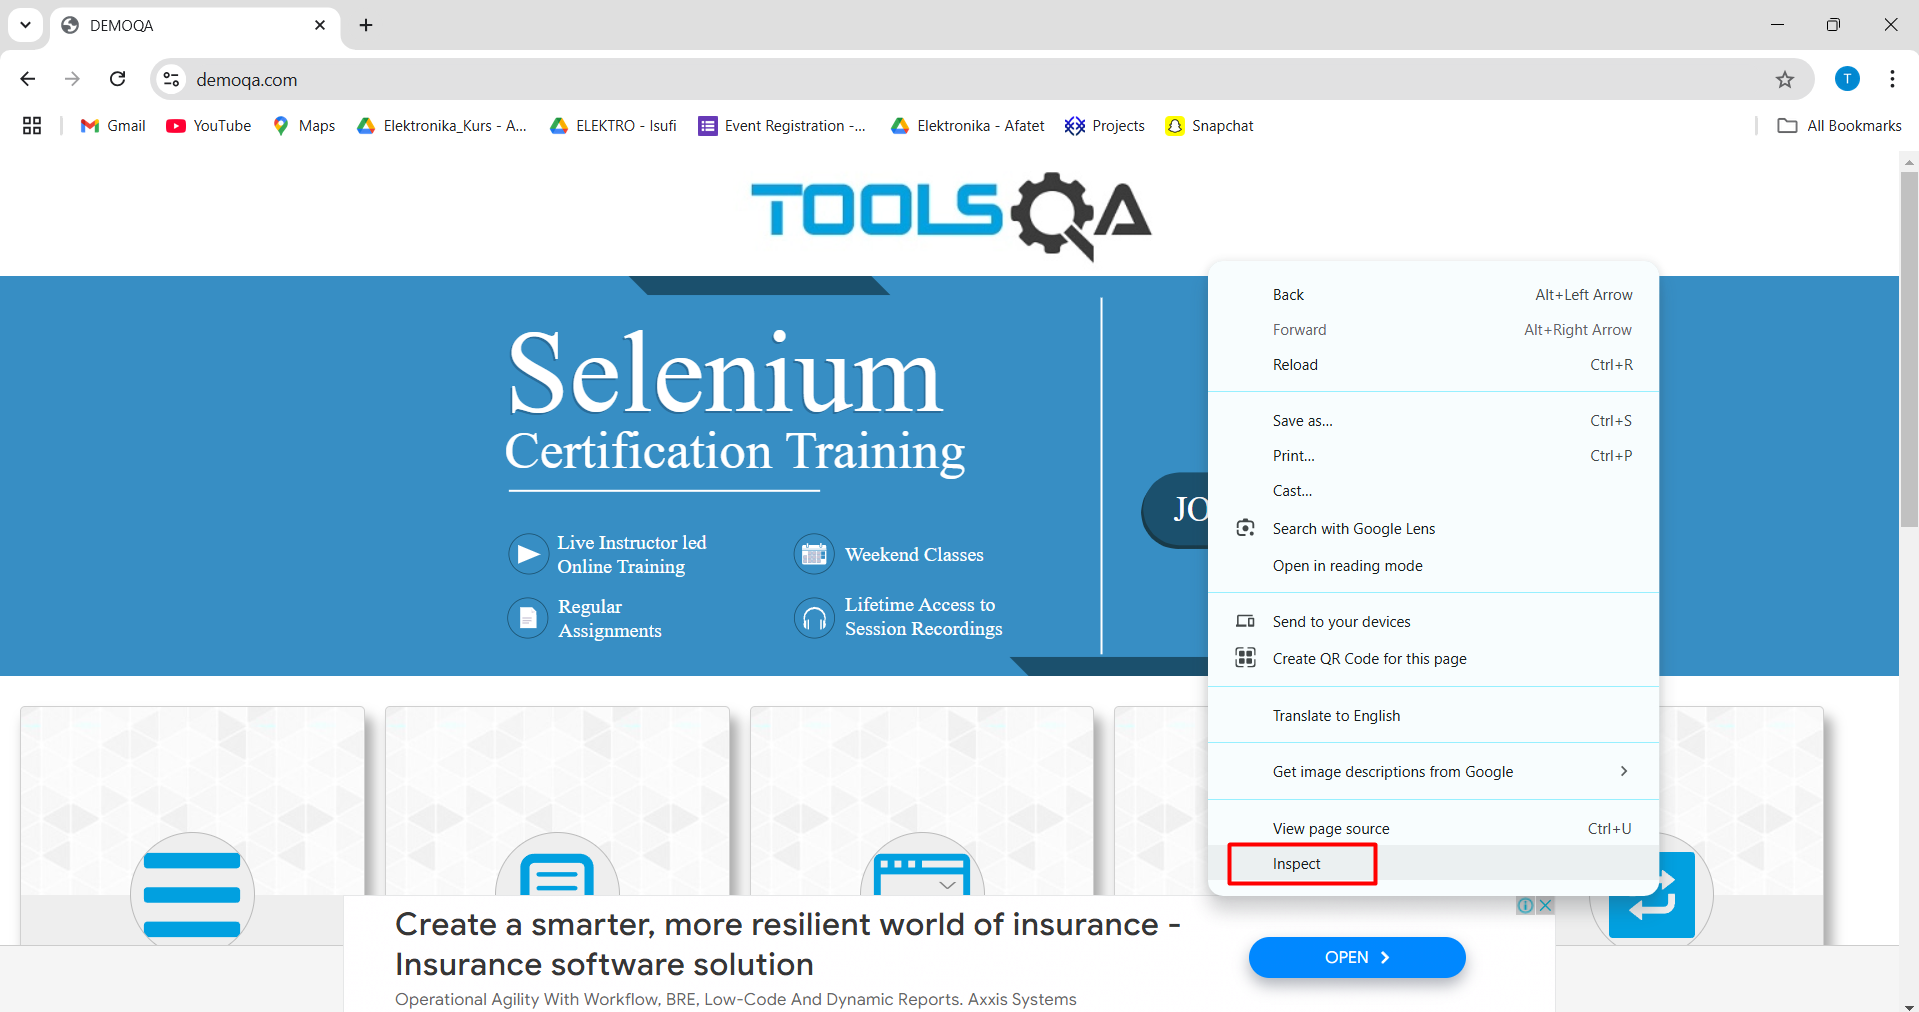 DEMOQA
demoqa.com
T
Gmail
YouTube
Maps
Elektronika_Kurs - A...
ELEKTRO - Isufi
Event Registration -...
Elektronika - Afatet
Projects
Snapchat
All Bookmarks
TOOLSQA
Selenium
Certification Training
Live Instructor led
Online Training
Weekend Classes
Regular
Assignments
Lifetime Access to
Session Recordings
JO
Back Alt+Left Arrow
Forward Alt+Right Arrow
Reload Ctrl+R
Save as... Ctrl+S
Print... Ctrl+P
Cast...
Search with Google Lens
Open in reading mode
Send to your devices
Create QR Code for this page
Translate to English
Get image descriptions from Google
View page source Ctrl+U
Inspect
Create a smarter, more resilient world of insurance -
Insurance software solution
Operational Agility With Workflow, BRE, Low-Code And Dynamic Reports. Axxis Systems
OPEN